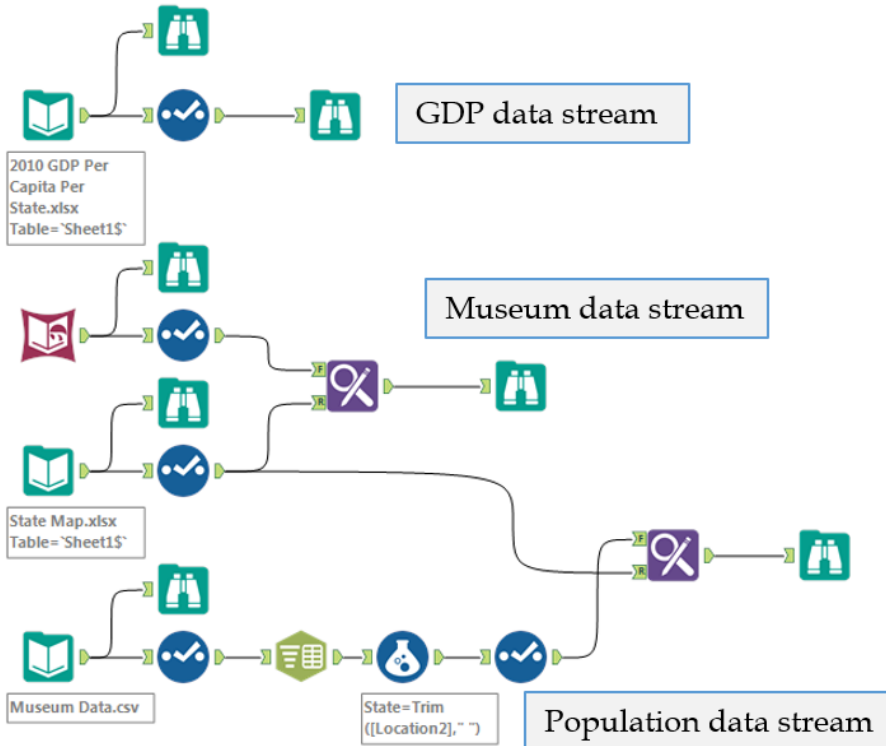 GDP data stream
2010 GDP Per
Capita Per
State.xlsx
Table=`Sheet1$`
Museum data stream
F
R
State Map.xlsx
Table=`Sheet1$`
F
R
Museum Data.csv
State=Trim
([Location2]," ")
Population data stream